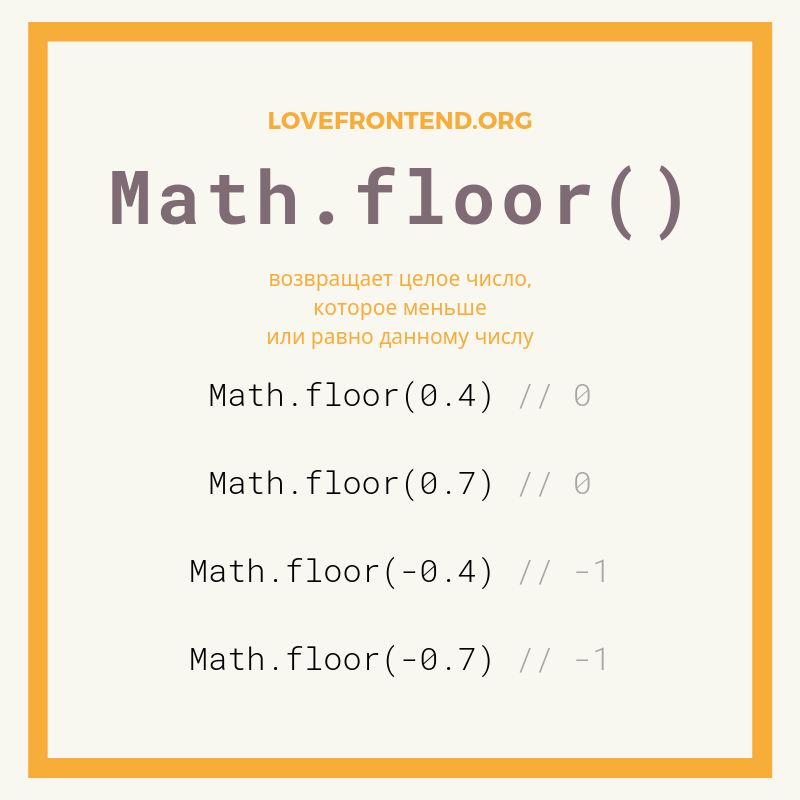 LOVEFRONTEND.ORG
Math.floor()
возвращает целое число,
которое меньше
или равно данному числу
Math.floor(0.4) // 0
Math.floor(0.7) // 0
Math.floor(-0.4) // -1
Math.floor(-0.7) // -1